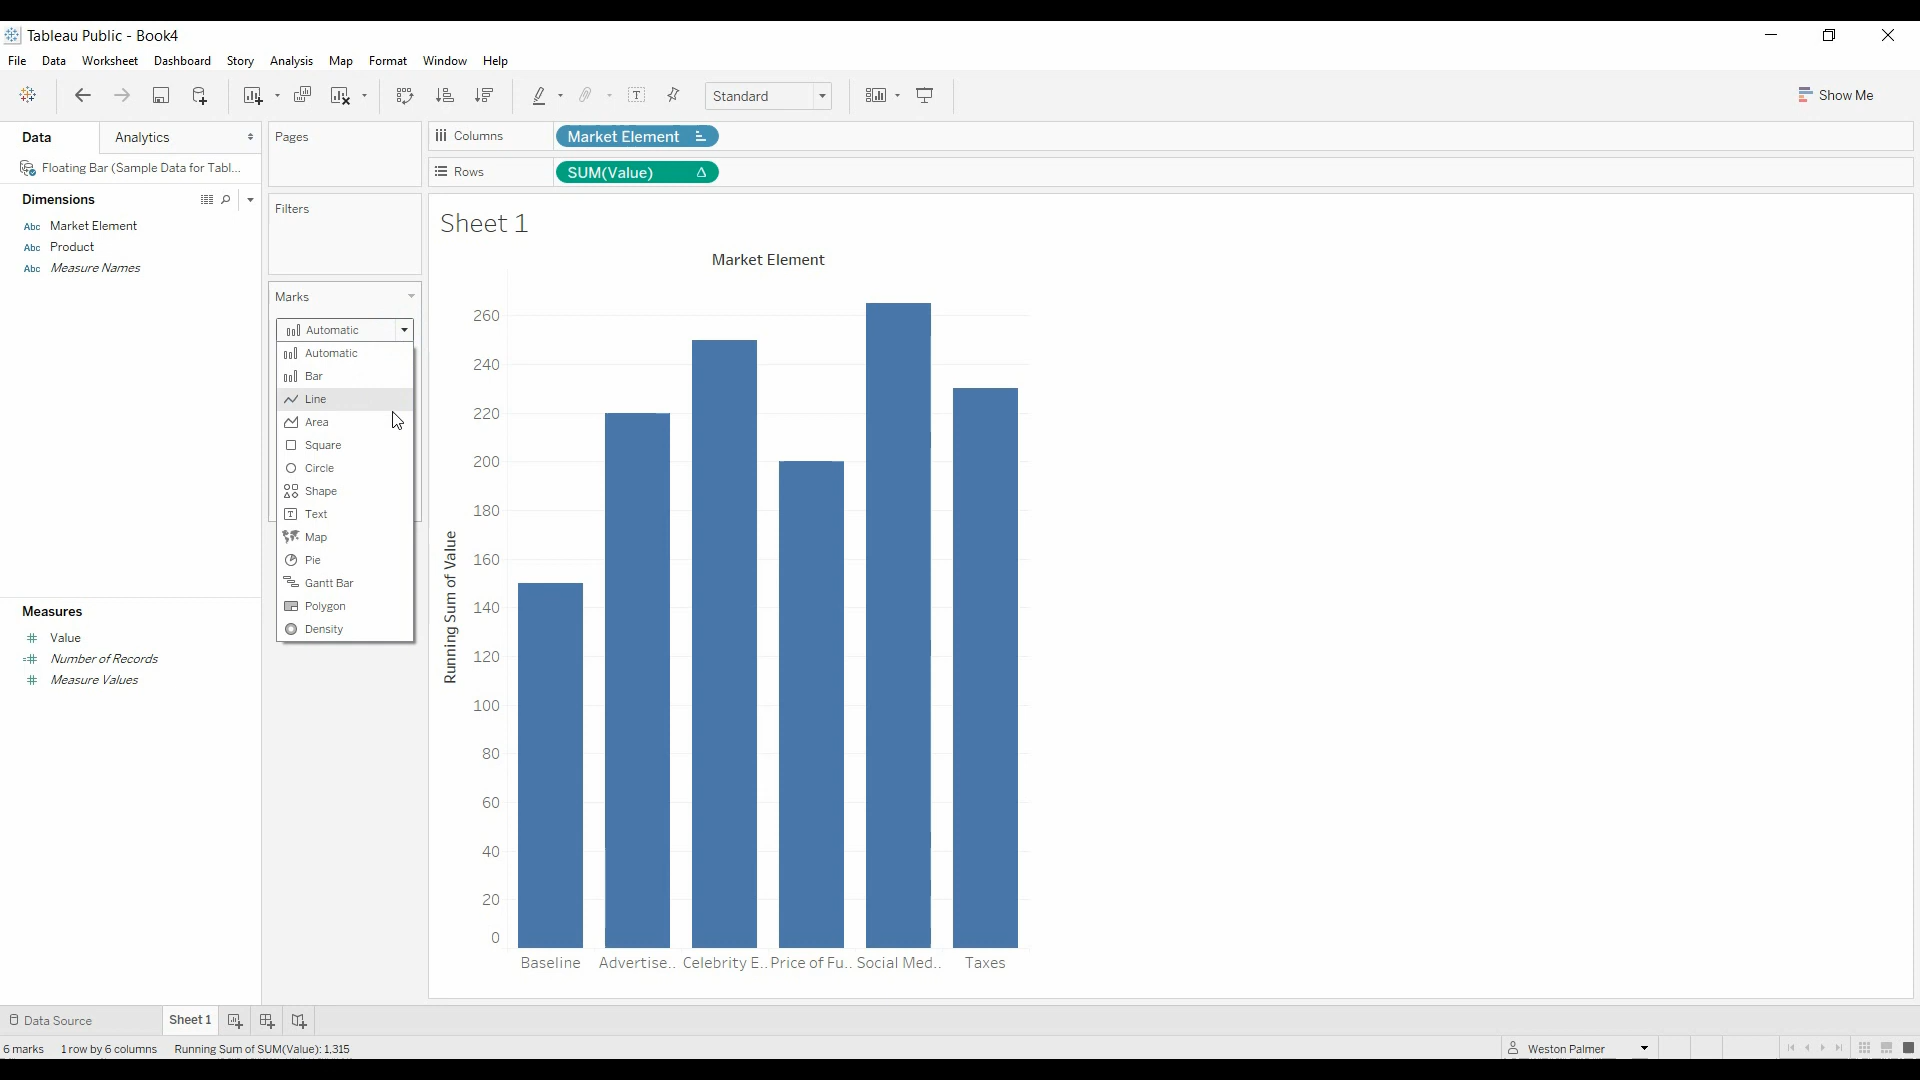 Tableau Public - Book4
File Data Worksheet Dashboard Story Analysis Map Format Window Help
Standard
Show Me
Data Analytics
Pages
Columns Market Element
Floating Bar (Sample Data for Tabl...
Rows SUM(Value)
Dimensions
Filters
Abc Market Element
Abc Product
Abc Measure Names
Sheet 1
Market Element
Marks
Automatic
Automatic
Bar
Line
Area
Square
Circle
Shape
Text
Map
Pie
Gantt Bar
Polygon
Density
Measures
Value
Number of Records
Measure Values
Running Sum of Value
260
240
220
200
180
160
140
120
100
80
60
40
20
0
Baseline Advertise.. Celebrity E.. Price of Fu.. Social Med.. Taxes
Data Source Sheet 1
6 marks 1 row by 6 columns Running Sum of SUM(Value): 1,315
Weston Palmer